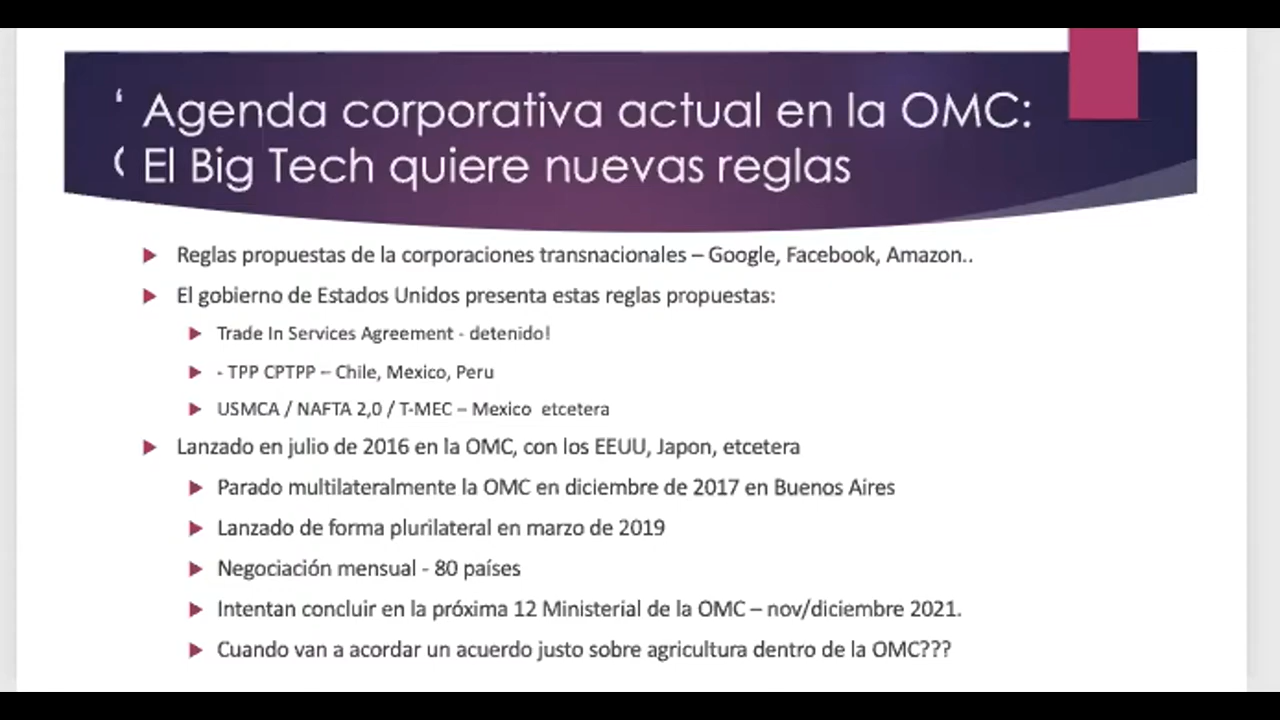 Agenda corporativa actual en la OMC:
El Big Tech quiere nuevas reglas
Reglas propuestas de la corporaciones transnacionales – Google, Facebook, Amazon..
El gobierno de Estados Unidos presenta estas reglas propuestas:
Trade In Services Agreement - detenido!
- TPP CPTPP – Chile, Mexico, Peru
USMCA / NAFTA 2,0 / T-MEC – Mexico etcetera
Lanzado en julio de 2016 en la OMC, con los EEUU, Japon, etcetera
Parado multilateralmente la OMC en diciembre de 2017 en Buenos Aires
Lanzado de forma plurilateral en marzo de 2019
Negociación mensual - 80 países
Intentan concluir en la próxima 12 Ministerial de la OMC – nov/diciembre 2021.
Cuando van a acordar un acuerdo justo sobre agricultura dentro de la OMC???